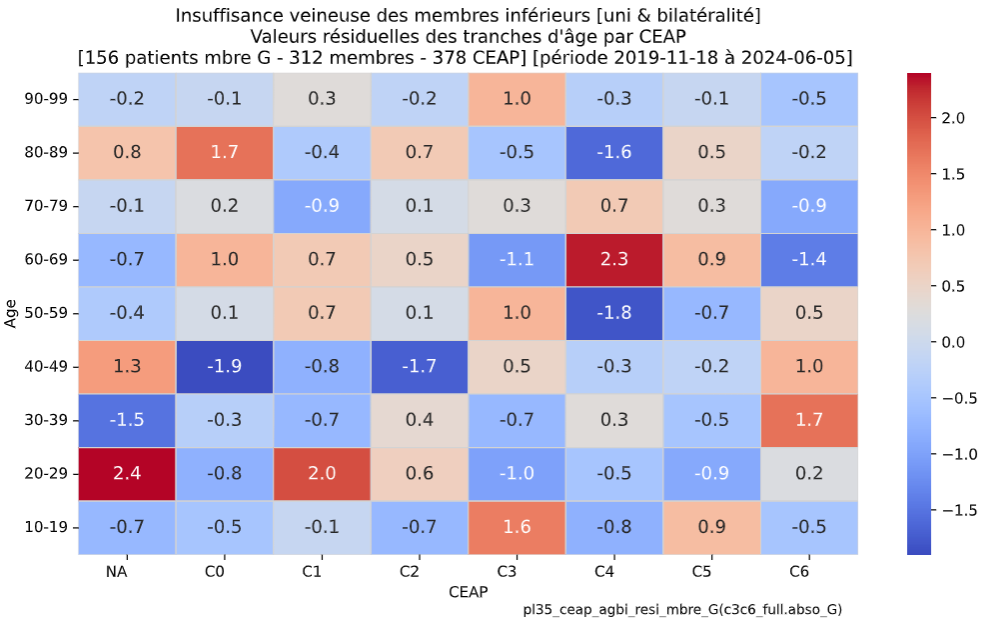 Insuffisance veineuse des membres inférieurs [uni & bilatéralité]
Valeurs résiduelles des tranches d'âge par CEAP
[156 patients mbre G - 312 membres - 378 CEAP] [période 2019-11-18 à 2024-06-05]
90-99 -0.2 -0.1 0.3 -0.2 1.0 -0.3 -0.1 -0.5
80-89 0.8 1.7 -0.4 0.7 -0.5 -1.6 0.5 -0.2
70-79 -0.1 0.2 -0.9 0.1 0.3 0.7 0.3 -0.9
60-69 -0.7 1.0 0.7 0.5 -1.1 2.3 0.9 -1.4
50-59 -0.4 0.1 0.7 0.1 1.0 -1.8 -0.7 0.5
40-49 1.3 -1.9 -0.8 -1.7 0.5 -0.3 -0.2 1.0
30-39 -1.5 -0.3 -0.7 0.4 -0.7 0.3 -0.5 1.7
20-29 2.4 -0.8 2.0 0.6 -1.0 -0.5 -0.9 0.2
10-19 -0.7 -0.5 -0.1 -0.7 1.6 -0.8 0.9 -0.5
Age
NA C0 C1 C2 C3 C4 C5 C6
CEAP
2.0
1.5
1.0
0.5
0.0
−0.5
−1.0
−1.5
pl35_ceap_agbi_resi_mbre_G(c3c6_full.abso_G)